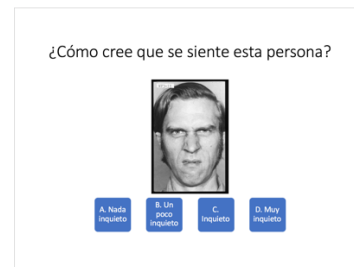 ¿Cómo cree que se siente esta persona?
A. Nada
inquieto
B. Un
poco
inquieto
C.
Inquieto
D. Muy
inquieto